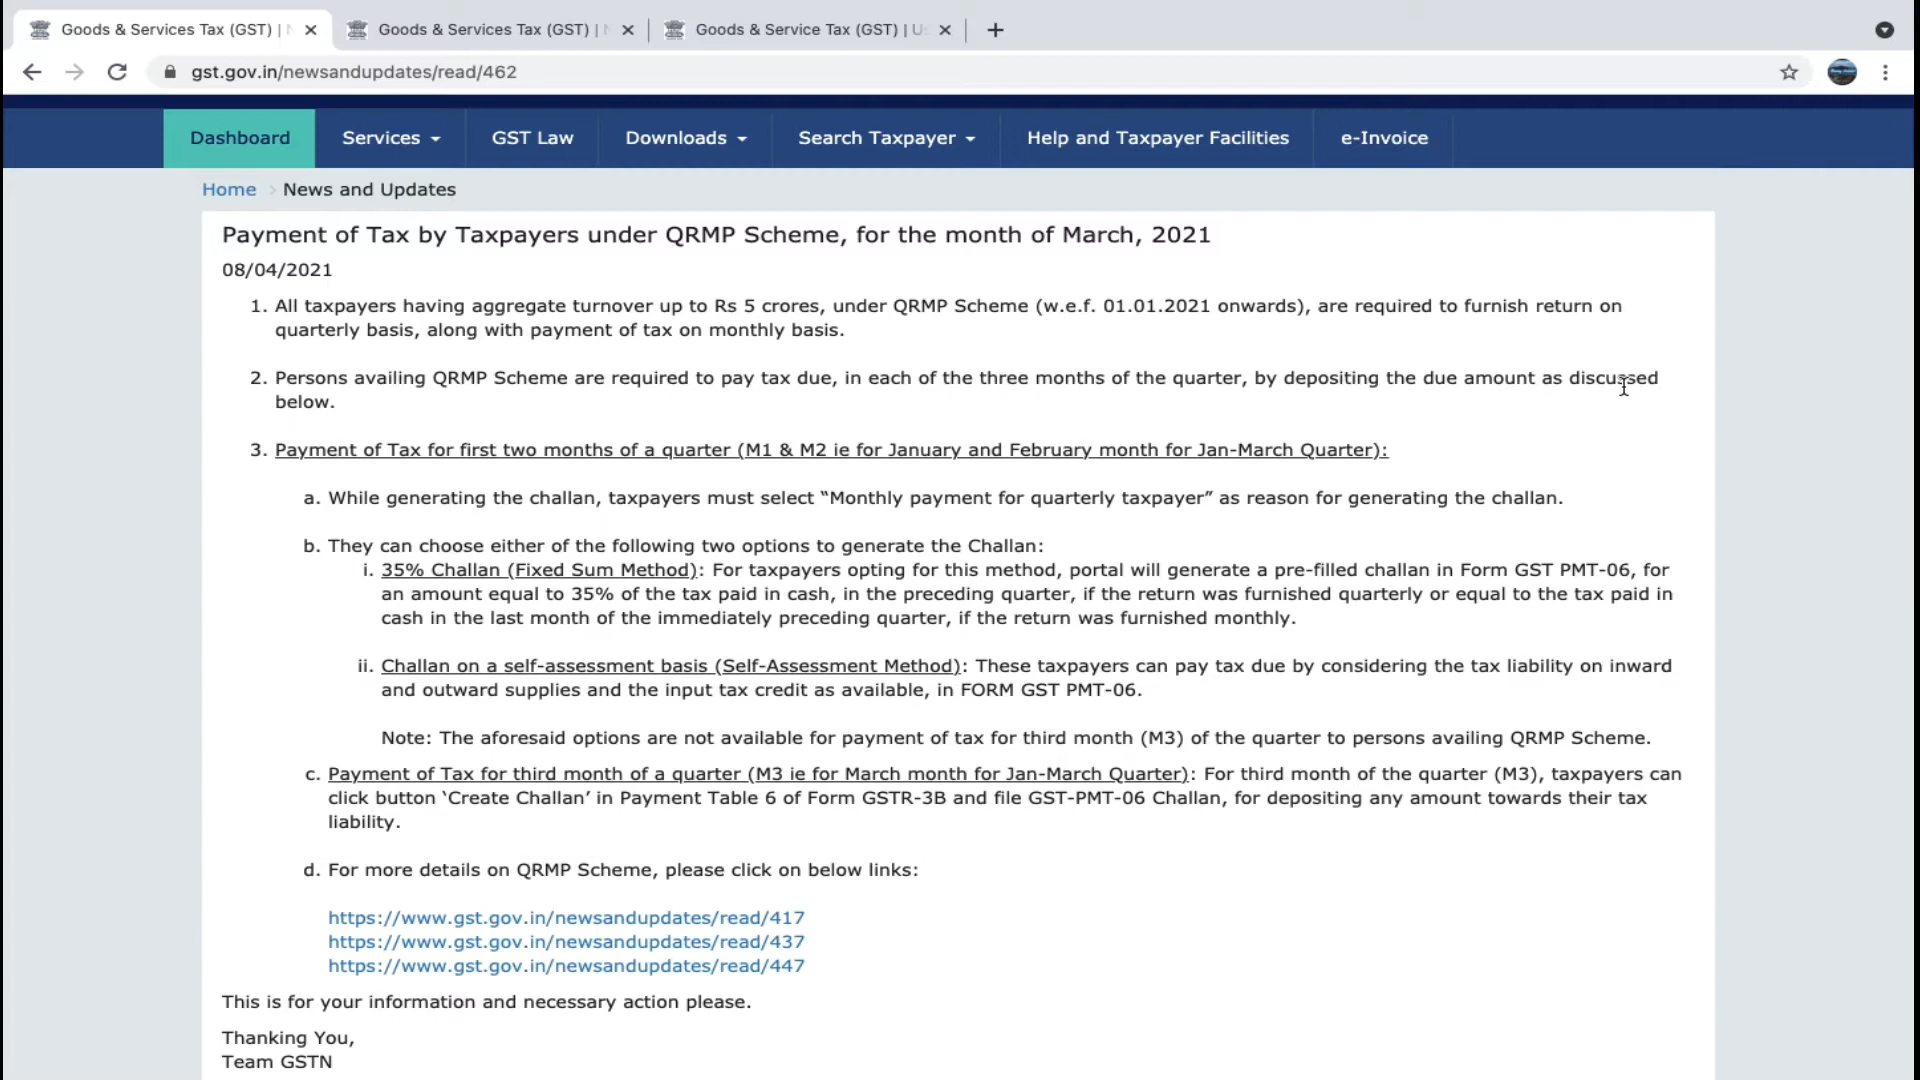 Goods & Services Tax (GST) | N
Goods & Services Tax (GST) | N
Goods & Service Tax (GST) | U
gst.gov.in/newsandupdates/read/462
Dashboard
Services
GST Law
Downloads
Search Taxpayer
Help and Taxpayer Facilities
e-Invoice
Home > News and Updates
Payment of Tax by Taxpayers under QRMP Scheme, for the month of March, 2021
08/04/2021
1. All taxpayers having aggregate turnover up to Rs 5 crores, under QRMP Scheme (w.e.f. 01.01.2021 onwards), are required to furnish return on
quarterly basis, along with payment of tax on monthly basis.
2. Persons availing QRMP Scheme are required to pay tax due, in each of the three months of the quarter, by depositing the due amount as discussed
below.
3. Payment of Tax for first two months of a quarter (M1 & M2 ie for January and February month for Jan-March Quarter):
a. While generating the challan, taxpayers must select “Monthly payment for quarterly taxpayer” as reason for generating the challan.
b. They can choose either of the following two options to generate the Challan:
i. 35% Challan (Fixed Sum Method): For taxpayers opting for this method, portal will generate a pre-filled challan in Form GST PMT-06, for
an amount equal to 35% of the tax paid in cash, in the preceding quarter, if the return was furnished quarterly or equal to the tax paid in
cash in the last month of the immediately preceding quarter, if the return was furnished monthly.
ii. Challan on a self-assessment basis (Self-Assessment Method): These taxpayers can pay tax due by considering the tax liability on inward
and outward supplies and the input tax credit as available, in FORM GST PMT-06.
Note: The aforesaid options are not available for payment of tax for third month (M3) of the quarter to persons availing QRMP Scheme.
c. Payment of Tax for third month of a quarter (M3 ie for March month for Jan-March Quarter): For third month of the quarter (M3), taxpayers can
click button ‘Create Challan’ in Payment Table 6 of Form GSTR-3B and file GST-PMT-06 Challan, for depositing any amount towards their tax
liability.
d. For more details on QRMP Scheme, please click on below links:
https://www.gst.gov.in/newsandupdates/read/417
https://www.gst.gov.in/newsandupdates/read/437
https://www.gst.gov.in/newsandupdates/read/447
This is for your information and necessary action please.
Thanking You,
Team GSTN